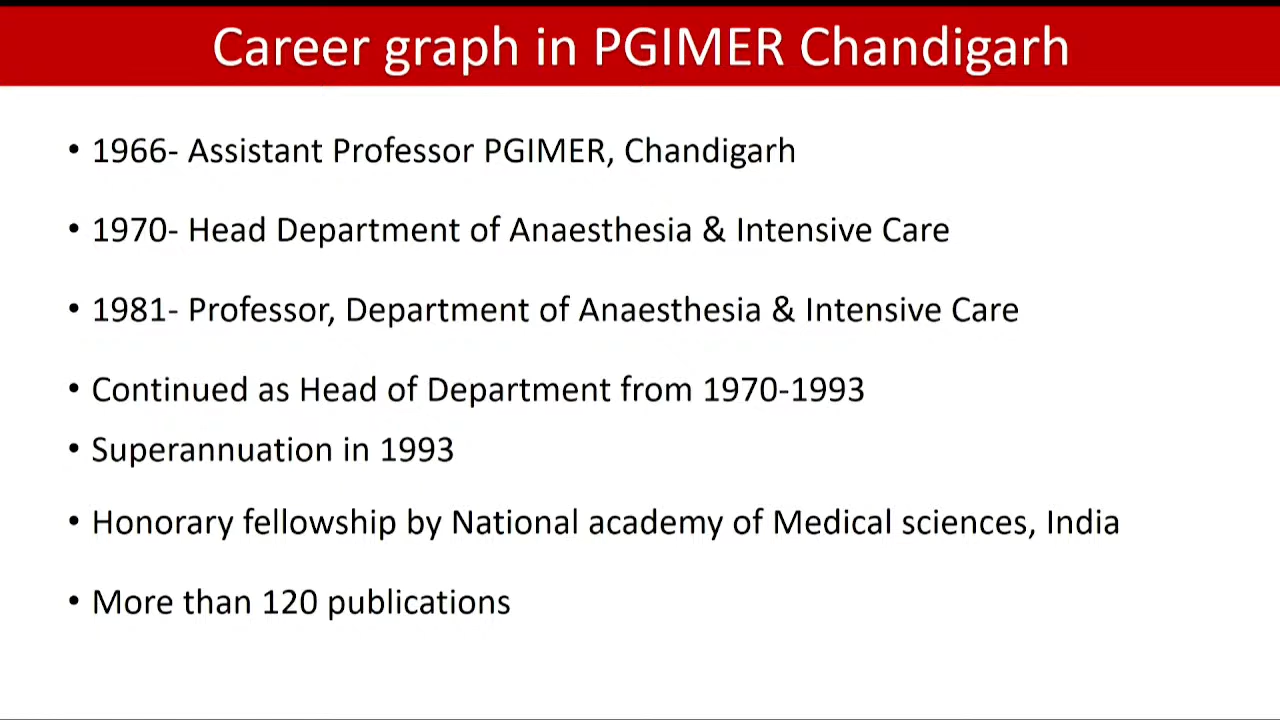 Career graph in PGIMER Chandigarh
• 1966- Assistant Professor PGIMER, Chandigarh
• 1970- Head Department of Anaesthesia & Intensive Care
• 1981- Professor, Department of Anaesthesia & Intensive Care
• Continued as Head of Department from 1970-1993
• Superannuation in 1993
• Honorary fellowship by National academy of Medical sciences, India
• More than 120 publications